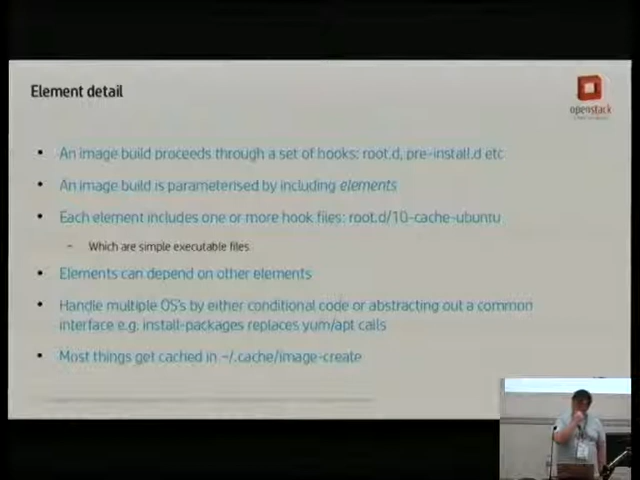 Element detail
openstack
An image build proceeds through a set of hooks: root.d, pre-install.d etc
An image build is parameterised by including elements
Each element includes one or more hook files: root.d/10-cache-ubuntu
Which are simple executable files
Elements can depend on other elements
Handle multiple OS's by either conditional code or abstracting out a common
interface e.g. install-packages replaces yum/apt calls
Most things get cached in ~/.cache/image-create